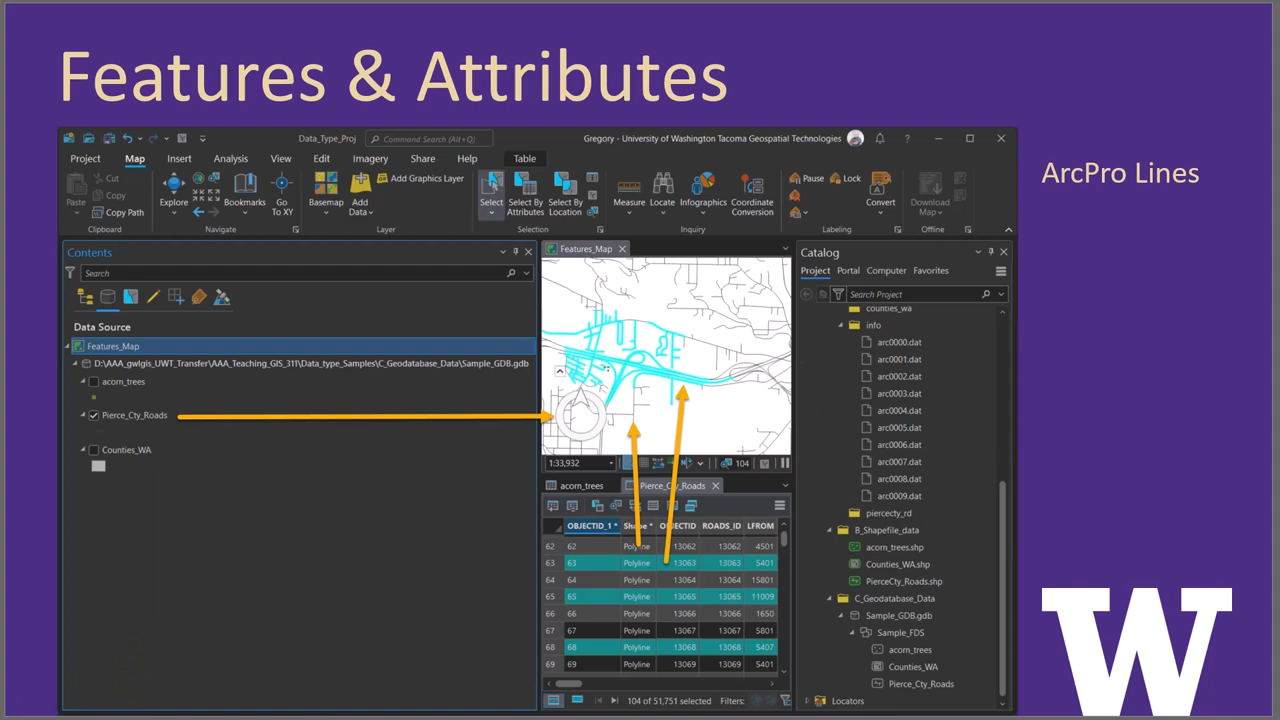 Features & Attributes
ArcPro Lines
Data_Type_Proj
Command Search (Alt+Q)
Gregory - University of Washington Tacoma Geospatial Technologies
?
Project Map Insert Analysis View Edit Imagery Share Help Table
Paste
Cut
Copy
Copy Path
Clipboard
Explore
Bookmarks
Go To XY
Navigate
Basemap
Add Data
Add Graphics Layer
Layer
Select
Select By Attributes
Select By Location
Selection
Measure
Locate
Infographics
Coordinate Conversion
Inquiry
Pause
Lock
Convert
Labeling
Download Map
Offline
Contents
Search
Data Source
Features_Map
D:\AAA_gwlgis_UWT_Transfer\AAA_Teaching_GIS_311\Data_type_Samples\C_Geodatabase_Data\Sample_GDB.gdb
acorn_trees
Pierce_Cty_Roads
Counties_WA
Features_Map
1:33,932
104
acorn_trees
Pierce_Cty_Roads
OBJECTID_1 * Shape * OBJECTID ROADS_ID LFROM
62 62 Polyline 13062 13062 4501
63 63 Polyline 13063 13063 5401
64 64 Polyline 13064 13064 15801
65 65 Polyline 13065 13065 11009
66 66 Polyline 13066 13066 1650
67 67 Polyline 13067 13067 5801
68 68 Polyline 13068 13068 5407
69 69 Polyline 13069 13069 5401
104 of 51,751 selected
Filters:
Catalog
Project Portal Computer Favorites
Search Project
counties_wa
info
arc0000.dat
arc0001.dat
arc0002.dat
arc0003.dat
arc0004.dat
arc0005.dat
arc0006.dat
arc0007.dat
arc0008.dat
arc0009.dat
piercecty_rd
B_Shapefile_data
acorn_trees.shp
Counties_WA.shp
PierceCty_Roads.shp
C_Geodatabase_Data
Sample_GDB.gdb
Sample_FDS
acorn_trees
Counties_WA
Pierce_Cty_Roads
Locators
W